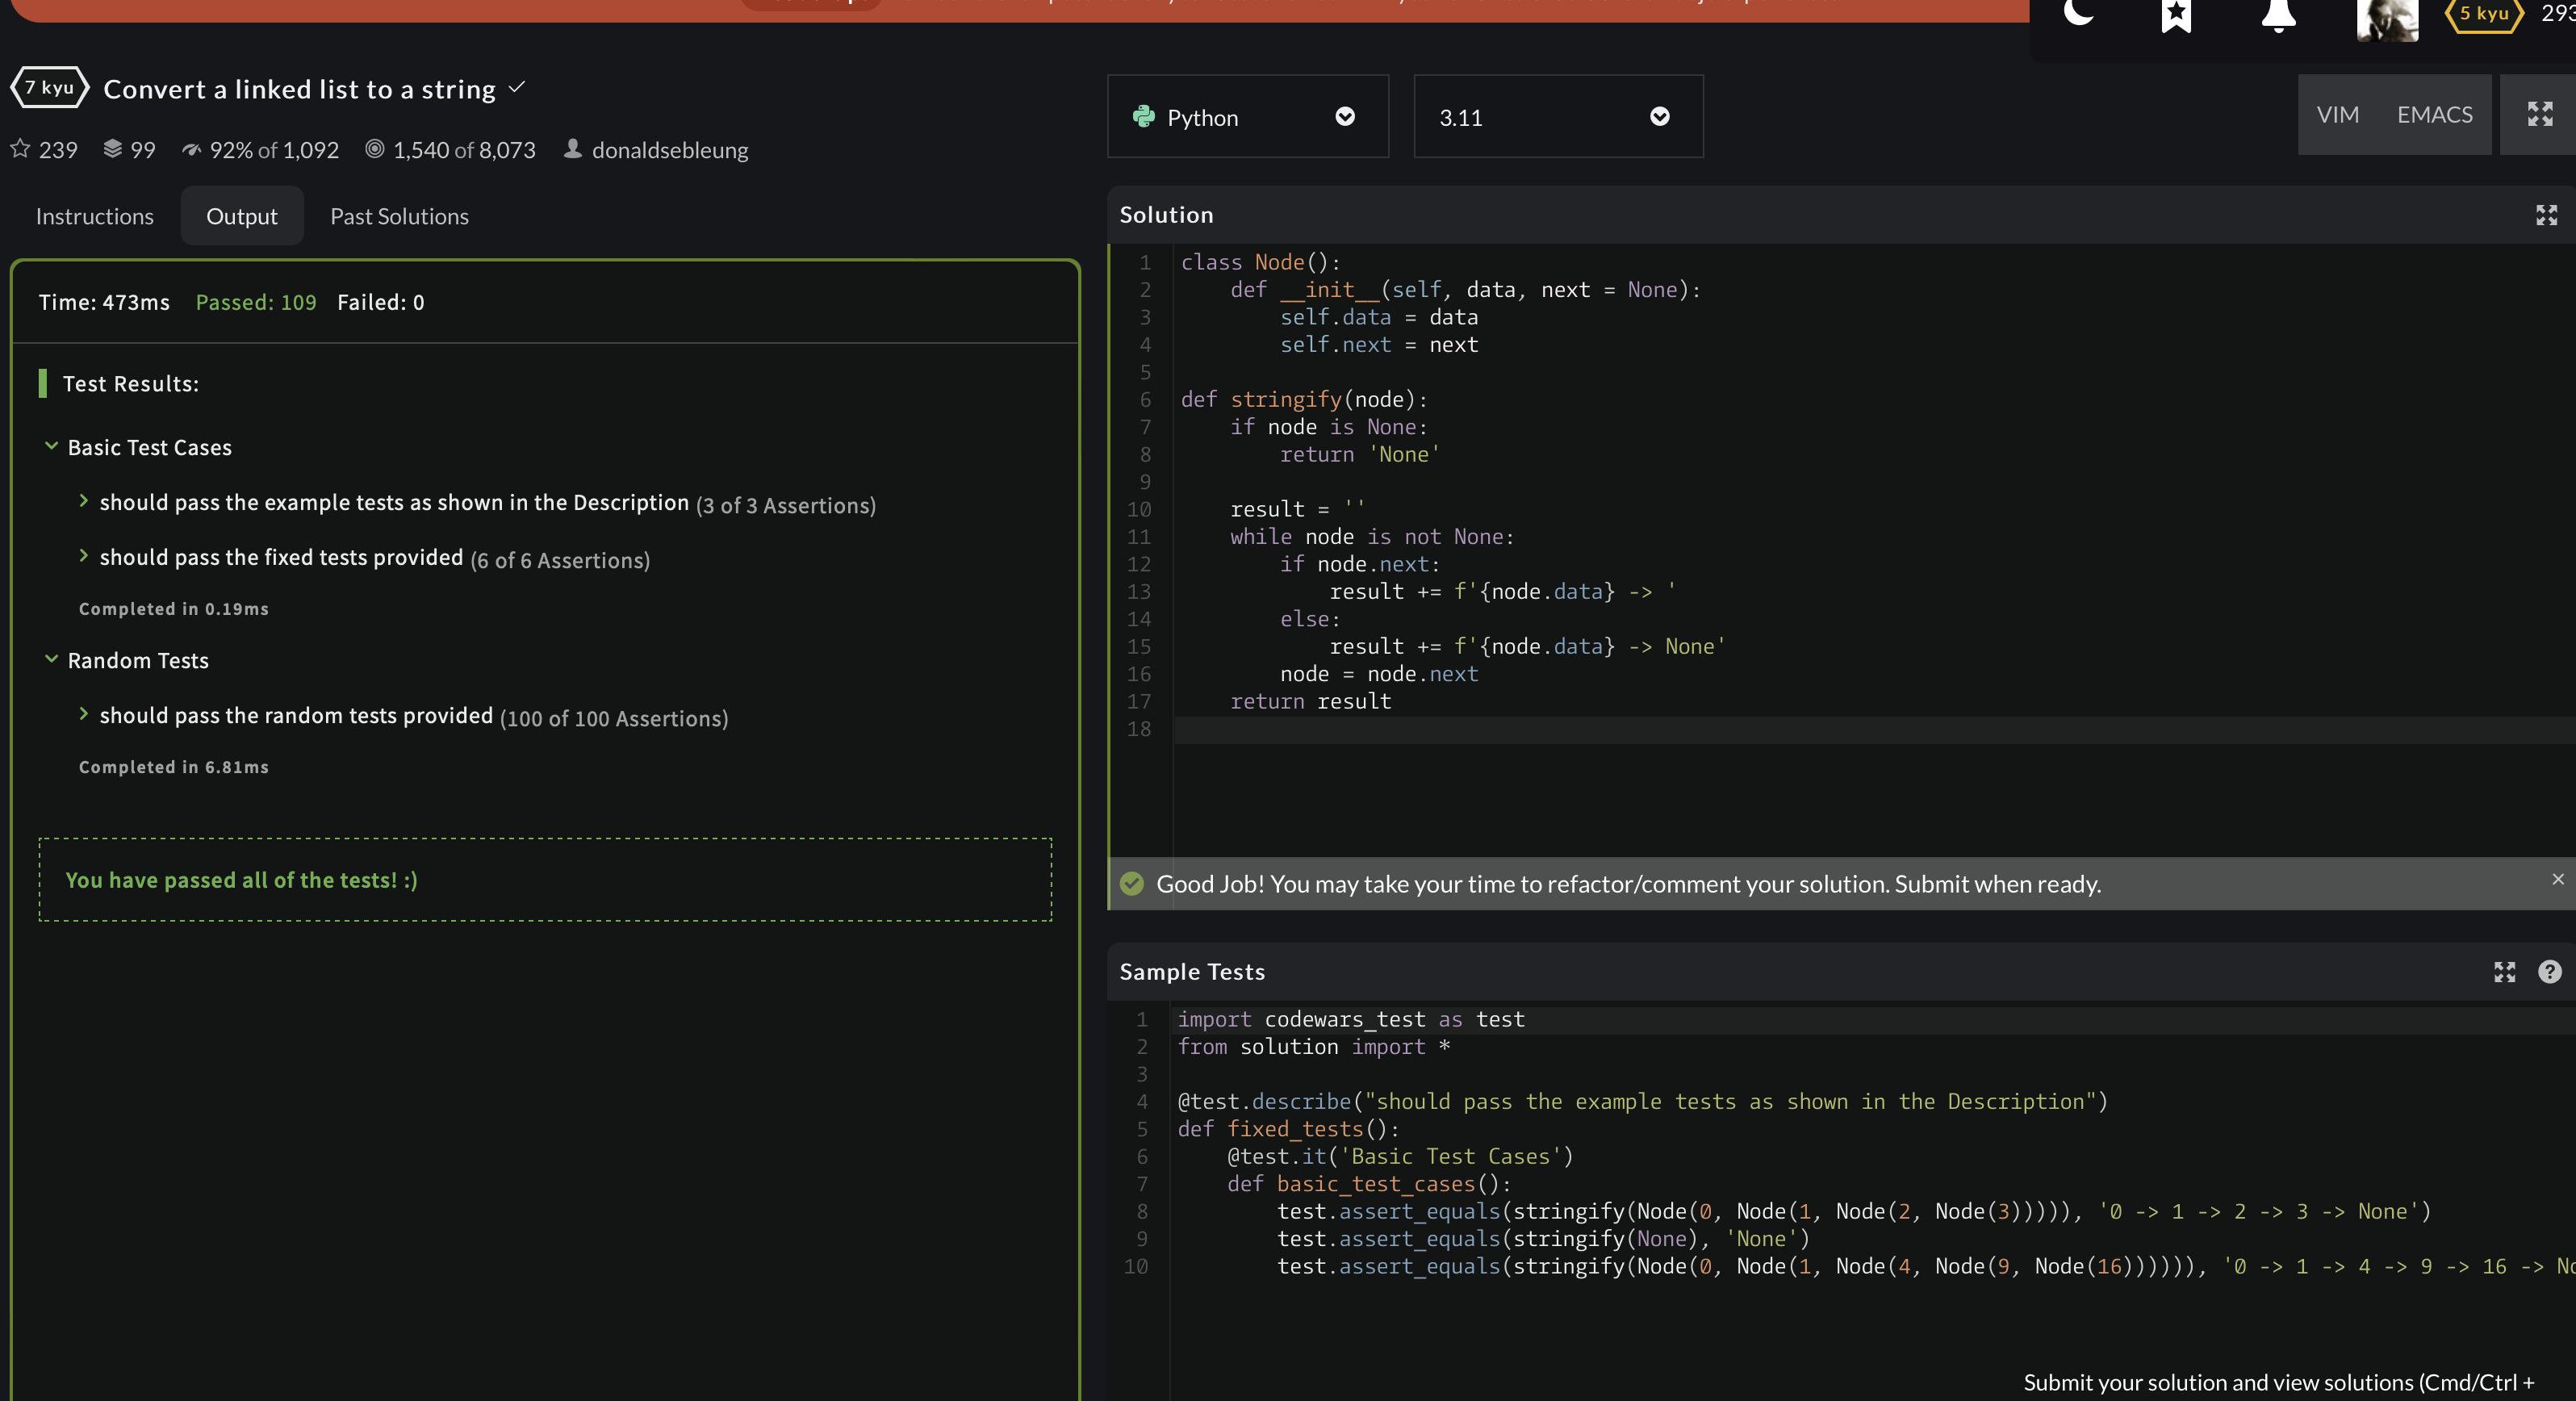 5 kyu
7 kyu Convert a linked list to a string
239 99 92% of 1,092 1,540 of 8,073 donaldsebleung
Python
3.11
VIM EMACS
Instructions Output Past Solutions
Time: 473ms Passed: 109 Failed: 0
Test Results:
Basic Test Cases
should pass the example tests as shown in the Description (3 of 3 Assertions)
should pass the fixed tests provided (6 of 6 Assertions)
Completed in 0.19ms
Random Tests
should pass the random tests provided (100 of 100 Assertions)
Completed in 6.81ms
You have passed all of the tests! :)
Solution
1 class Node():
2     def __init__(self, data, next = None):
3         self.data = data
4         self.next = next
5
6 def stringify(node):
7     if node is None:
8         return 'None'
9
10     result = ''
11     while node is not None:
12         if node.next:
13             result += f'{node.data} -> '
14         else:
15             result += f'{node.data} -> None'
16         node = node.next
17     return result
18
Good Job! You may take your time to refactor/comment your solution. Submit when ready.
Sample Tests
1 import codewars_test as test
2 from solution import *
3
4 @test.describe("should pass the example tests as shown in the Description")
5 def fixed_tests():
6     @test.it('Basic Test Cases')
7     def basic_test_cases():
8         test.assert_equals(stringify(Node(0, Node(1, Node(2, Node(3))))), '0 -> 1 -> 2 -> 3 -> None')
9         test.assert_equals(stringify(None), 'None')
10         test.assert_equals(stringify(Node(0, Node(1, Node(4, Node(9, Node(16)))))), '0 -> 1 -> 4 -> 9 -> 16 ->
Submit your solution and view solutions (Cmd/Ctrl +